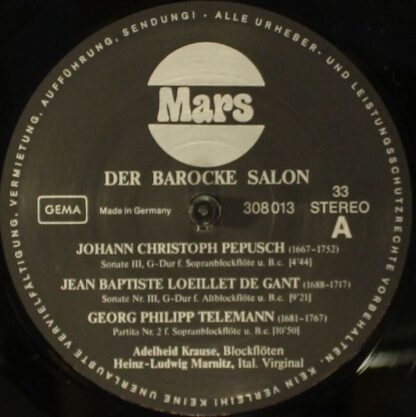 KEIN VERLEIH! KEINE UNERLAUBTE VERVIELFÄLTIGUNG, VERMIETUNG, AUFFÜHRUNG, SENDUNG! · ALLE URHEBER- UND LEISTUNGSSCHUTZRECHTE VORBEHALTEN.
Mars
DER BAROCKE SALON
GEMA
Made in Germany
308 013
33
STEREO
A
JOHANN CHRISTOPH PEPUSCH (1667-1752)
Sonate III, G-Dur f. Sopranblockflöte u. B.c. [4'44]
JEAN BAPTISTE LOEILLET DE GANT (1688-1717)
Sonate Nr. III, G-Dur f. Altblockflöte u. B.c. [9'21]
GEORG PHILIPP TELEMANN (1681-1767)
Partita Nr. 2 f. Sopranblockflöte u. B.c. [10'50]
Adelheid Krause, Blockflöten
Heinz-Ludwig Marnitz, Ital. Virginal